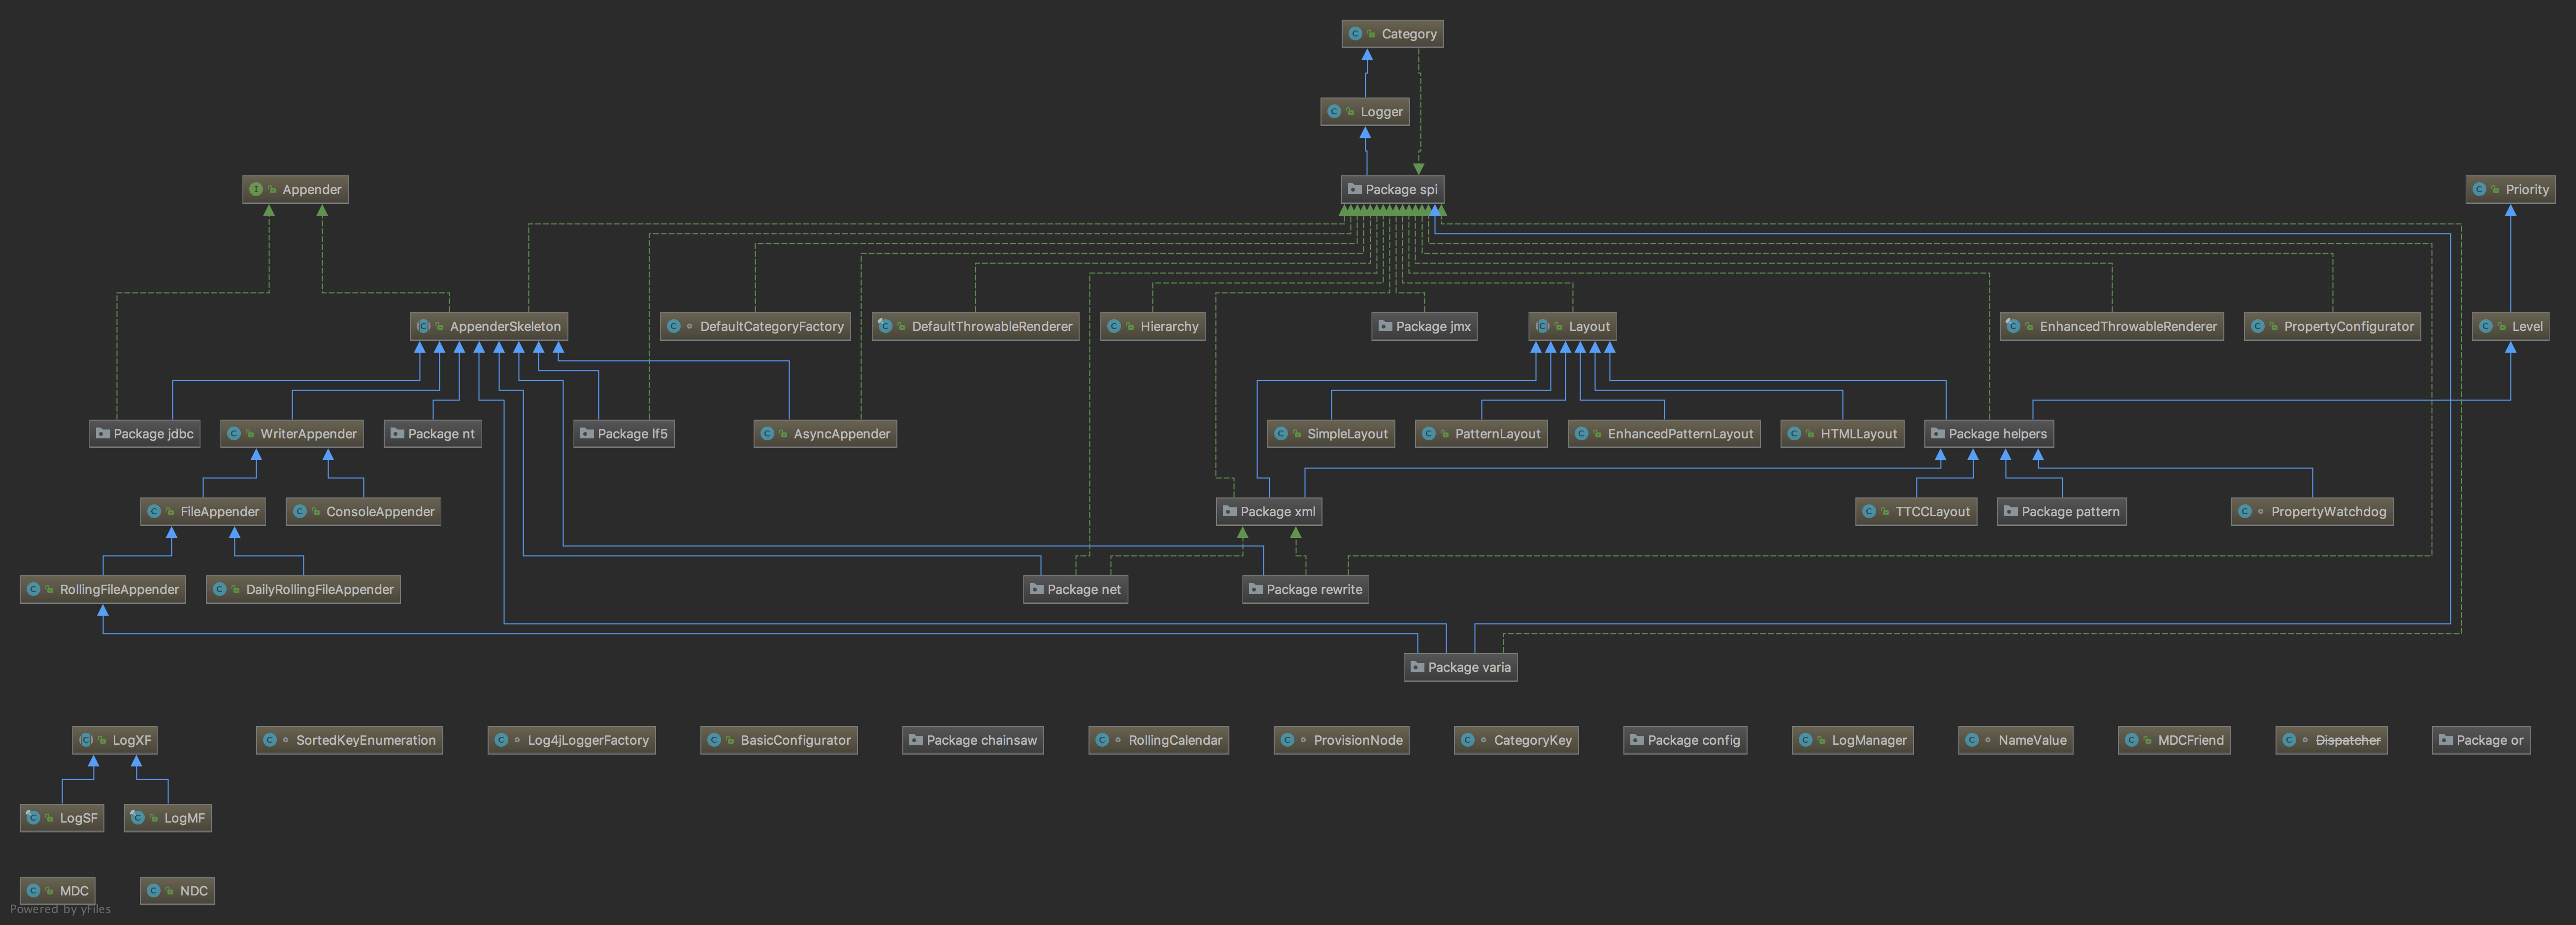 Category
Logger
Appender
Package spi
Priority
AppenderSkeleton
DefaultCategoryFactory
DefaultThrowableRenderer
Hierarchy
Package jmx
Layout
EnhancedThrowableRenderer
PropertyConfigurator
Level
Package jdbc
WriterAppender
Package nt
Package lf5
AsyncAppender
SimpleLayout
PatternLayout
EnhancedPatternLayout
HTMLLayout
Package helpers
FileAppender
ConsoleAppender
Package xml
TTCCLayout
Package pattern
PropertyWatchdog
RollingFileAppender
DailyRollingFileAppender
Package net
Package rewrite
Package varia
LogXF
SortedKeyEnumeration
Log4jLoggerFactory
BasicConfigurator
Package chainsaw
RollingCalendar
ProvisionNode
CategoryKey
Package config
LogManager
NameValue
MDCFriend
Dispatcher
Package or
LogSF
LogMF
MDC
NDC
Powered by yFiles